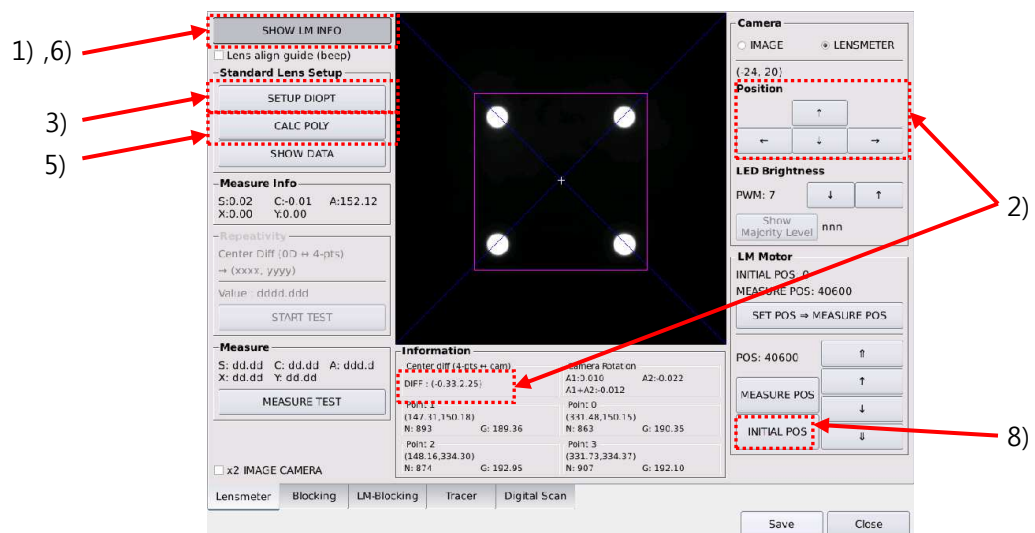 1) ,6)
3)
5)
SHOW LM INFO
Lens align guide (beep)
Standard Lens Setup
SETUP DIOPT
CALC POLY
SHOW DATA
Measure Info
S:0.02 C:-0.01 A:152.12
X:0.00 Y:0.00
Repeativity
Center Diff (0D ↔ 4-pts)
→ (xxxx, yyyy)
Value : dddd.ddd
START TEST
Measure
S: dd.dd C: dd.dd A: ddd.d
X: dd.dd Y: dd.dd
MEASURE TEST
x2 IMAGE CAMERA
Information
Center diff (4-pts ↔ cam)
DIFF : (-0.33,2.25)
Camera Rotation
A1:0.010 A2:-0.022
A1+A2:-0.012
Point 1
(147.31,150.18)
N: 893 G: 189.36
Point 0
(331.48,150.15)
N: 863 G: 190.35
Point 2
(148.16,334.30)
N: 874 G: 192.95
Point 3
(331.73,334.37)
N: 907 G: 192.10
Camera
IMAGE LENSMETER
(-24, 20)
Position
↑
← ↓ →
LED Brightness
PWM: 7 ↓ ↑
Show
Majority Level nnn
LM Motor
INITIAL POS: 0
MEASURE POS: 40600
SET POS ⇒ MEASURE POS
POS: 40600
⇑
↑
MEASURE POS
↓
INITIAL POS
⇓
2)
8)
Lensmeter Blocking LM-Blocking Tracer Digital Scan
Save Close